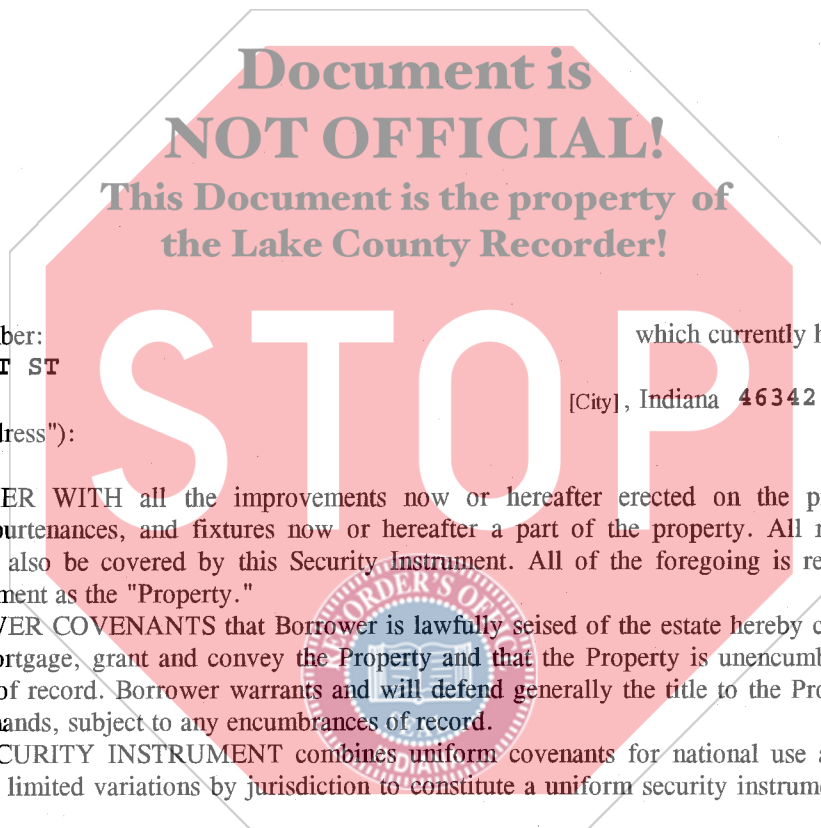 Document is
NOT OFFICIAL!
This Document is the property of
the Lake County Recorder!
STOP
ber: which currently h
T ST
[City], Indiana 46342
dress"):
ER WITH all the improvements now or hereafter erected on the p
purtenances, and fixtures now or hereafter a part of the property. All r
also be covered by this Security Instrument. All of the foregoing is re
ment as the "Property."
VER COVENANTS that Borrower is lawfully seised of the estate hereby c
ortgage, grant and convey the Property and that the Property is unencumb
of record. Borrower warrants and will defend generally the title to the Pro
ands, subject to any encumbrances of record.
CURITY INSTRUMENT combines uniform covenants for national use a
limited variations by jurisdiction to constitute a uniform security instrume
RECORDER'S OFFICE
INDIANA